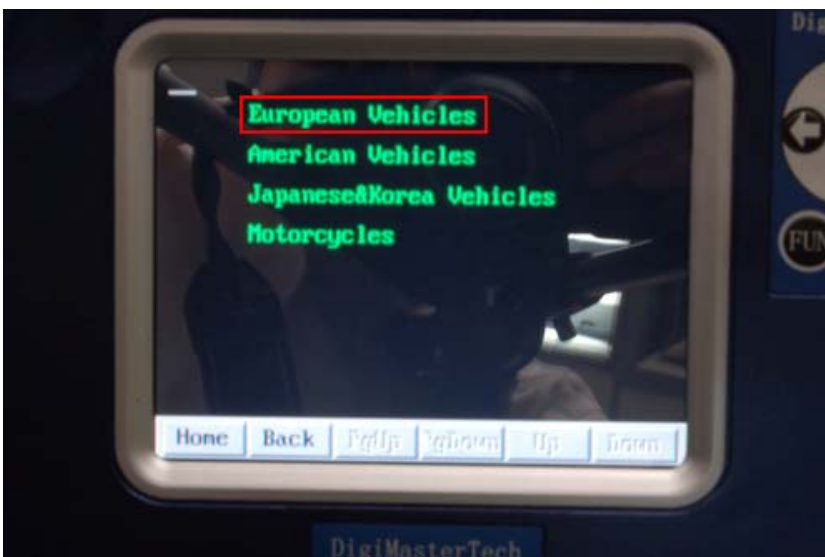 Dig
European Vehicles
American Vehicles
Japanese&Korea Vehicles
Motorcycles
FUN
Home Back PgUp PgDown Up Down
DigiMasterTech